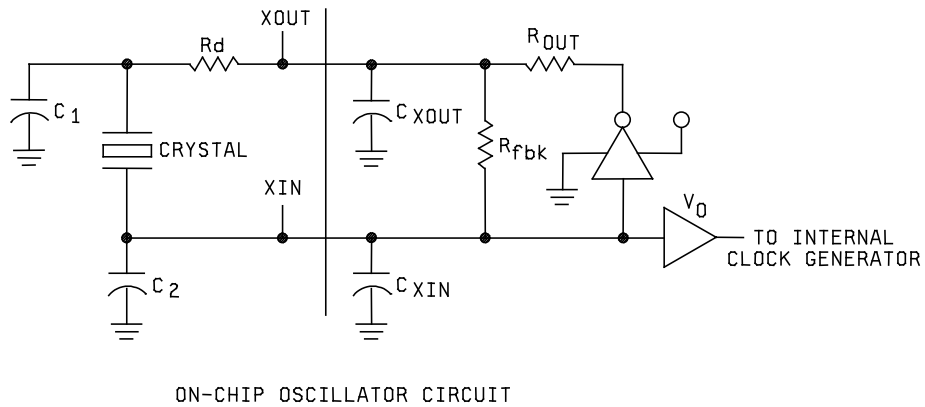 XOUT
Rd
R OUT
C 1
C XOUT
R fbk
CRYSTAL
XIN
V O
TO INTERNAL
CLOCK GENERATOR
C 2
C XIN
ON-CHIP OSCILLATOR CIRCUIT